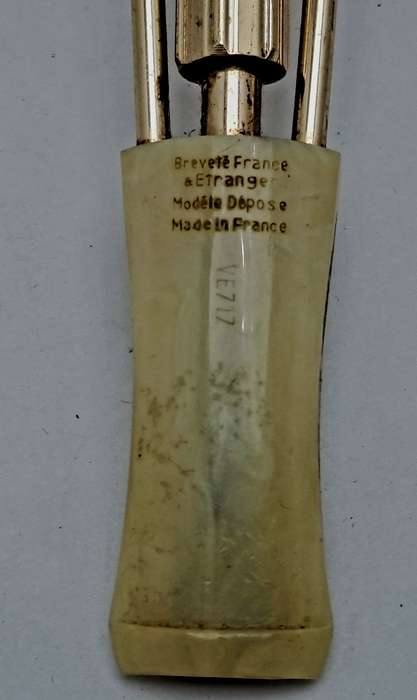 Breveté France
& Etranger
Modèle Déposé
Made in France
VE717